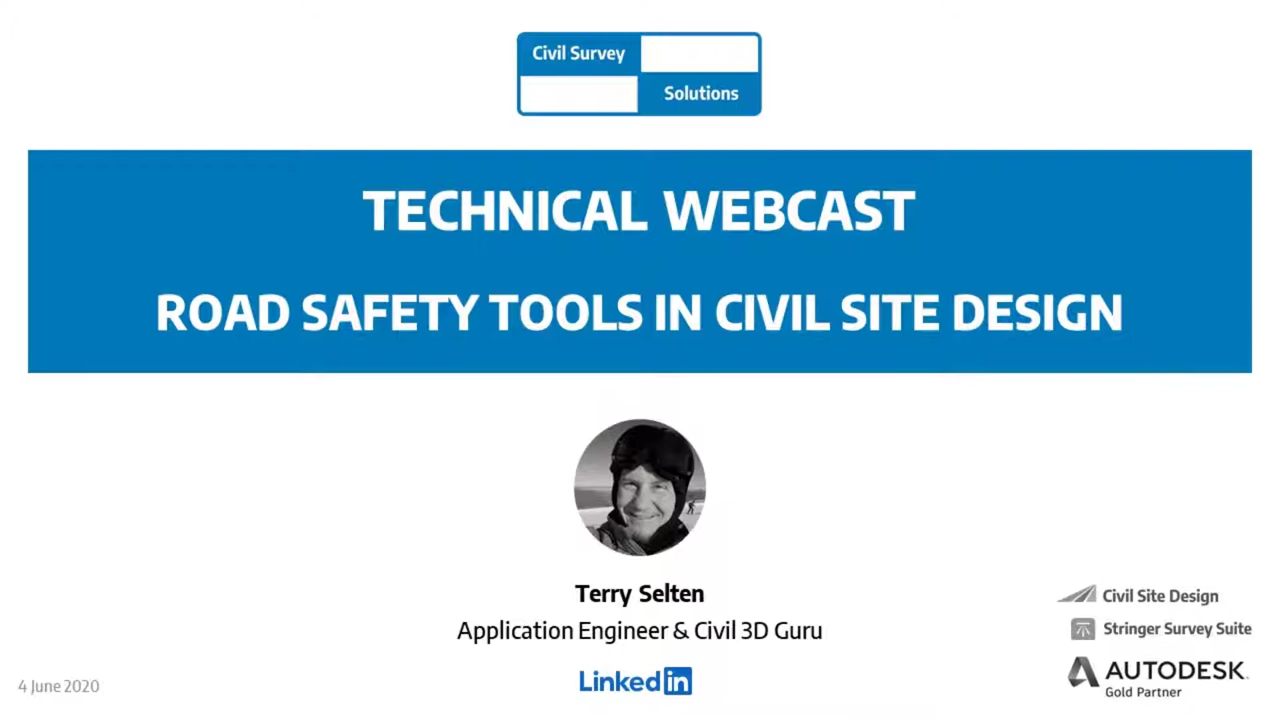 Civil Survey
Solutions
TECHNICAL WEBCAST
ROAD SAFETY TOOLS IN CIVIL SITE DESIGN
Terry Selten
Application Engineer & Civil 3D Guru
LinkedIn
Civil Site Design
Stringer Survey Suite
AUTODESK
Gold Partner
4 June 2020